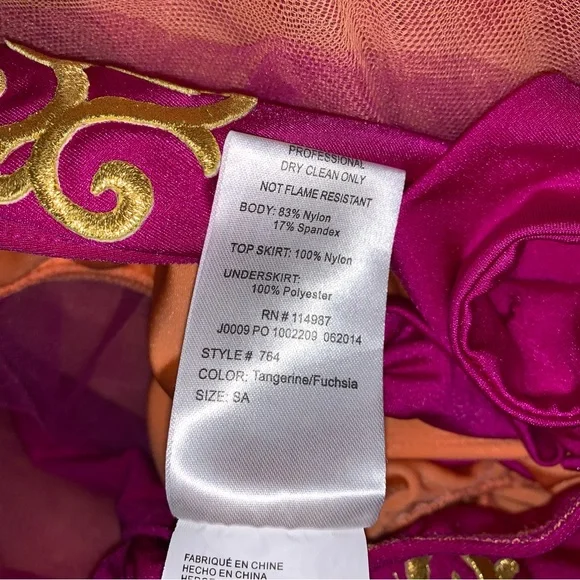 PROFESSIONAL
DRY CLEAN ONLY
NOT FLAME RESISTANT
BODY: 83% Nylon
17% Spandex
TOP SKIRT: 100% Nylon
UNDERSKIRT:
100% Polyester
RN # 114987
J0009 PO 1002209 062014
STYLE # 764
COLOR: Tangerine/Fuchsia
SIZE: SA
FABRIQUÉ EN CHINE
HECHO EN CHINA